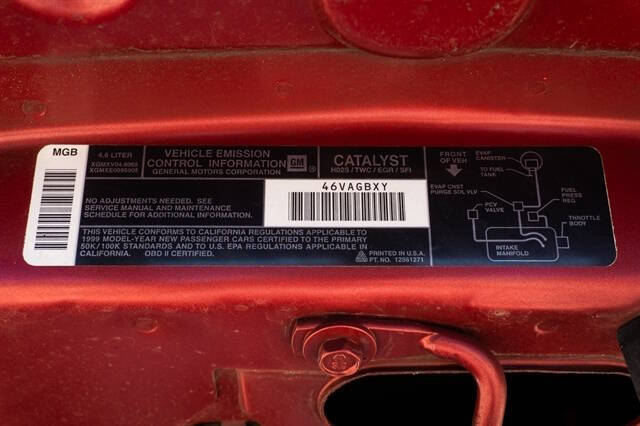 MGB
4.6 LITER
VEHICLE EMISSION
CONTROL INFORMATION
GENERAL MOTORS CORPORATION
GM
CATALYST
HO2S / TWC / EGR / SFI
NO ADJUSTMENTS NEEDED. SEE
SERVICE MANUAL AND MAINTENANCE
SCHEDULE FOR ADDITIONAL INFORMATION.
46VAGBXY
THIS VEHICLE CONFORMS TO CALIFORNIA REGULATIONS APPLICABLE TO
1999 MODEL-YEAR NEW PASSENGER CARS CERTIFIED TO THE PRIMARY
50K/100K STANDARDS AND TO U.S. EPA REGULATIONS APPLICABLE IN
CALIFORNIA. OBD II CERTIFIED.
PRINTED IN U.S.A.
PT. NO. 12561271
FRONT
OF VEH
EVAP
CANISTER
TO FUEL
TANK
EVAP CNST
PURGE SOL VLV
PCV
VALVE
FUEL
PRESS
REG
THROTTLE
BODY
INTAKE
MANIFOLD